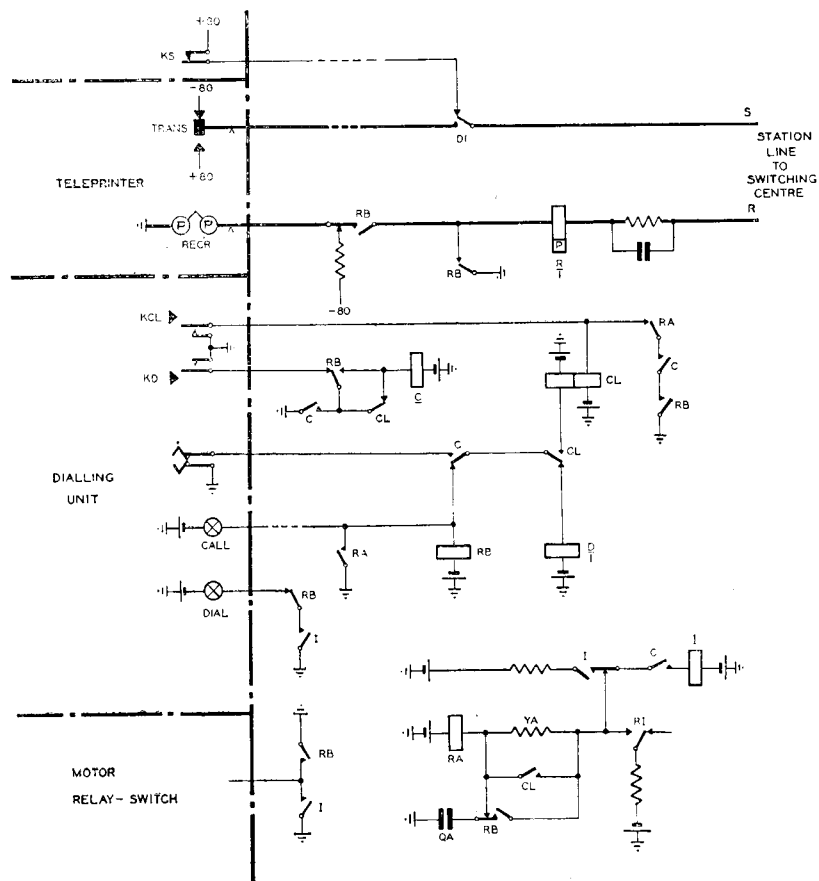 +80
KS
-80
TRANS
+80
DI
S
STATION
LINE
TO
SWITCHING
CENTRE
R
TELEPRINTER
P P
RECR
X
X
RB
-80
RB
P
R
I
KCL
KD
RB
C
C
CL
CL
RA
C
RB
DIALLING
UNIT
C
CL
CALL
RA
RB
D
I
DIAL
RB
I
I
C
I
MOTOR
RELAY-SWITCH
RB
I
RA
YA
CL
QA
RB
RI